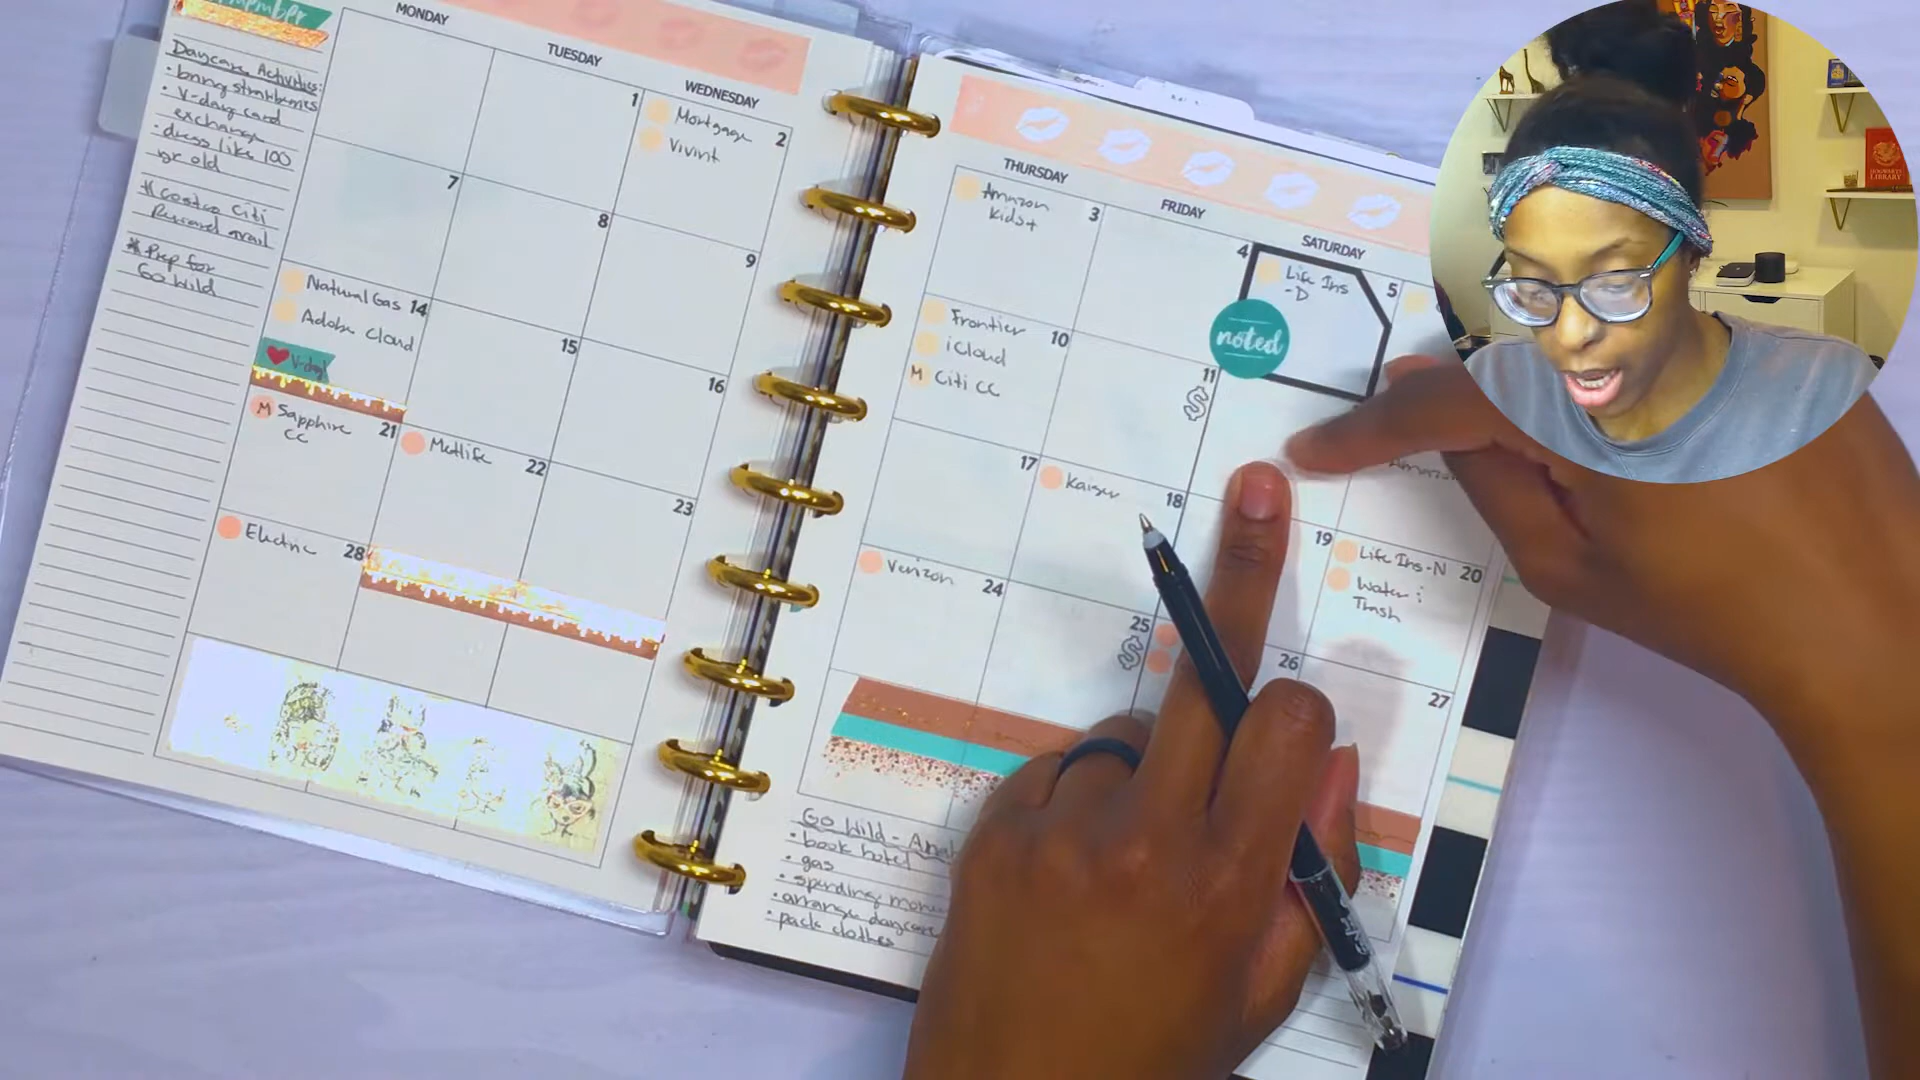 MONDAY
TUESDAY
WEDNESDAY
Daycare Activities:
• bring strawberries
• V-day card
exchange
• dress like 100
yr old
* Costco Citi
Reward avail
* Prep for
Go Wild
1
Mortgage
Vivint
2
7
8
9
Natural Gas
Adobe Cloud
14
V-day!
15
16
M Sapphire
CC
21
Metlife
22
23
Electric
28
THURSDAY
FRIDAY
SATURDAY
Amazon
Kids+
3
4
Life Ins
-D
5
noted
Frontier
iCloud
M Citi CC
10
11
$
17
Kaiser
18
19
Life Ins-N
Water :
Trash
20
Verizon
24
25
$
26
27
Go Wild -
• book hotel
• gas
• spending
• arrange daycare
• pack clothes
HOGWARTS
LIBRARY